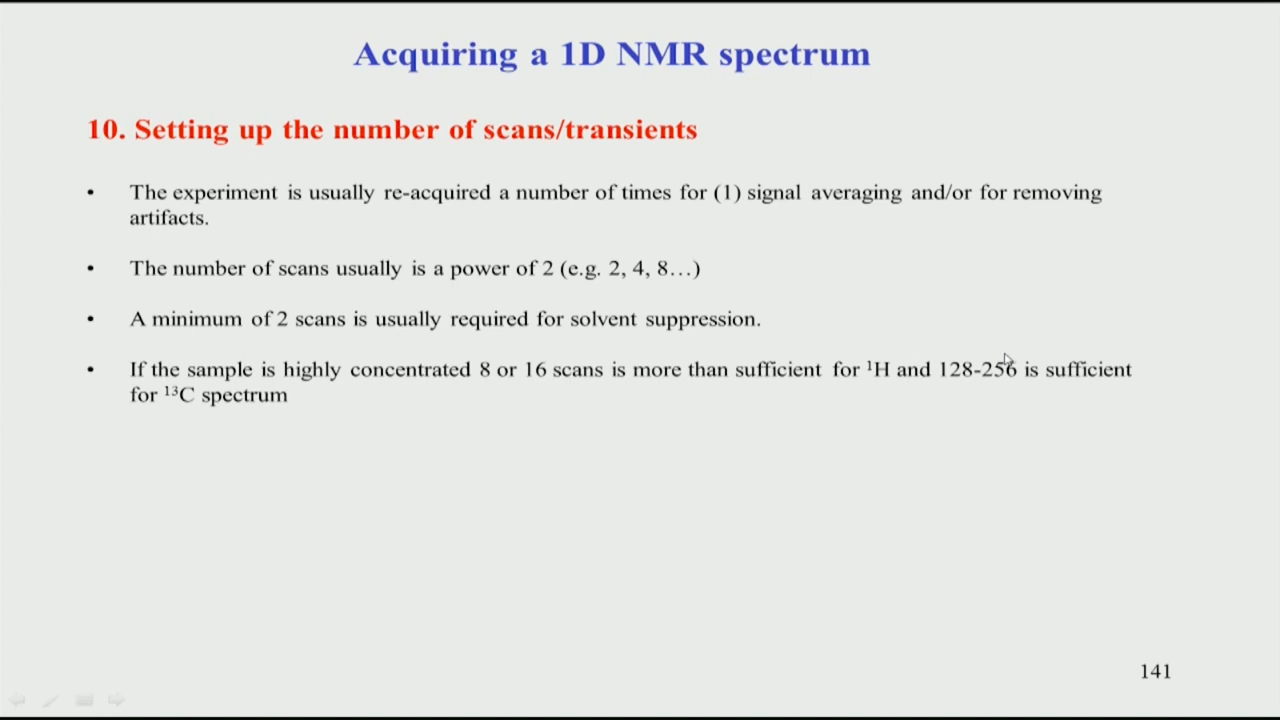 Acquiring a 1D NMR spectrum
10. Setting up the number of scans/transients
• The experiment is usually re-acquired a number of times for (1) signal averaging and/or for removing
artifacts.
• The number of scans usually is a power of 2 (e.g. 2, 4, 8…)
• A minimum of 2 scans is usually required for solvent suppression.
• If the sample is highly concentrated 8 or 16 scans is more than sufficient for ¹H and 128-256 is sufficient
for ¹³C spectrum
141